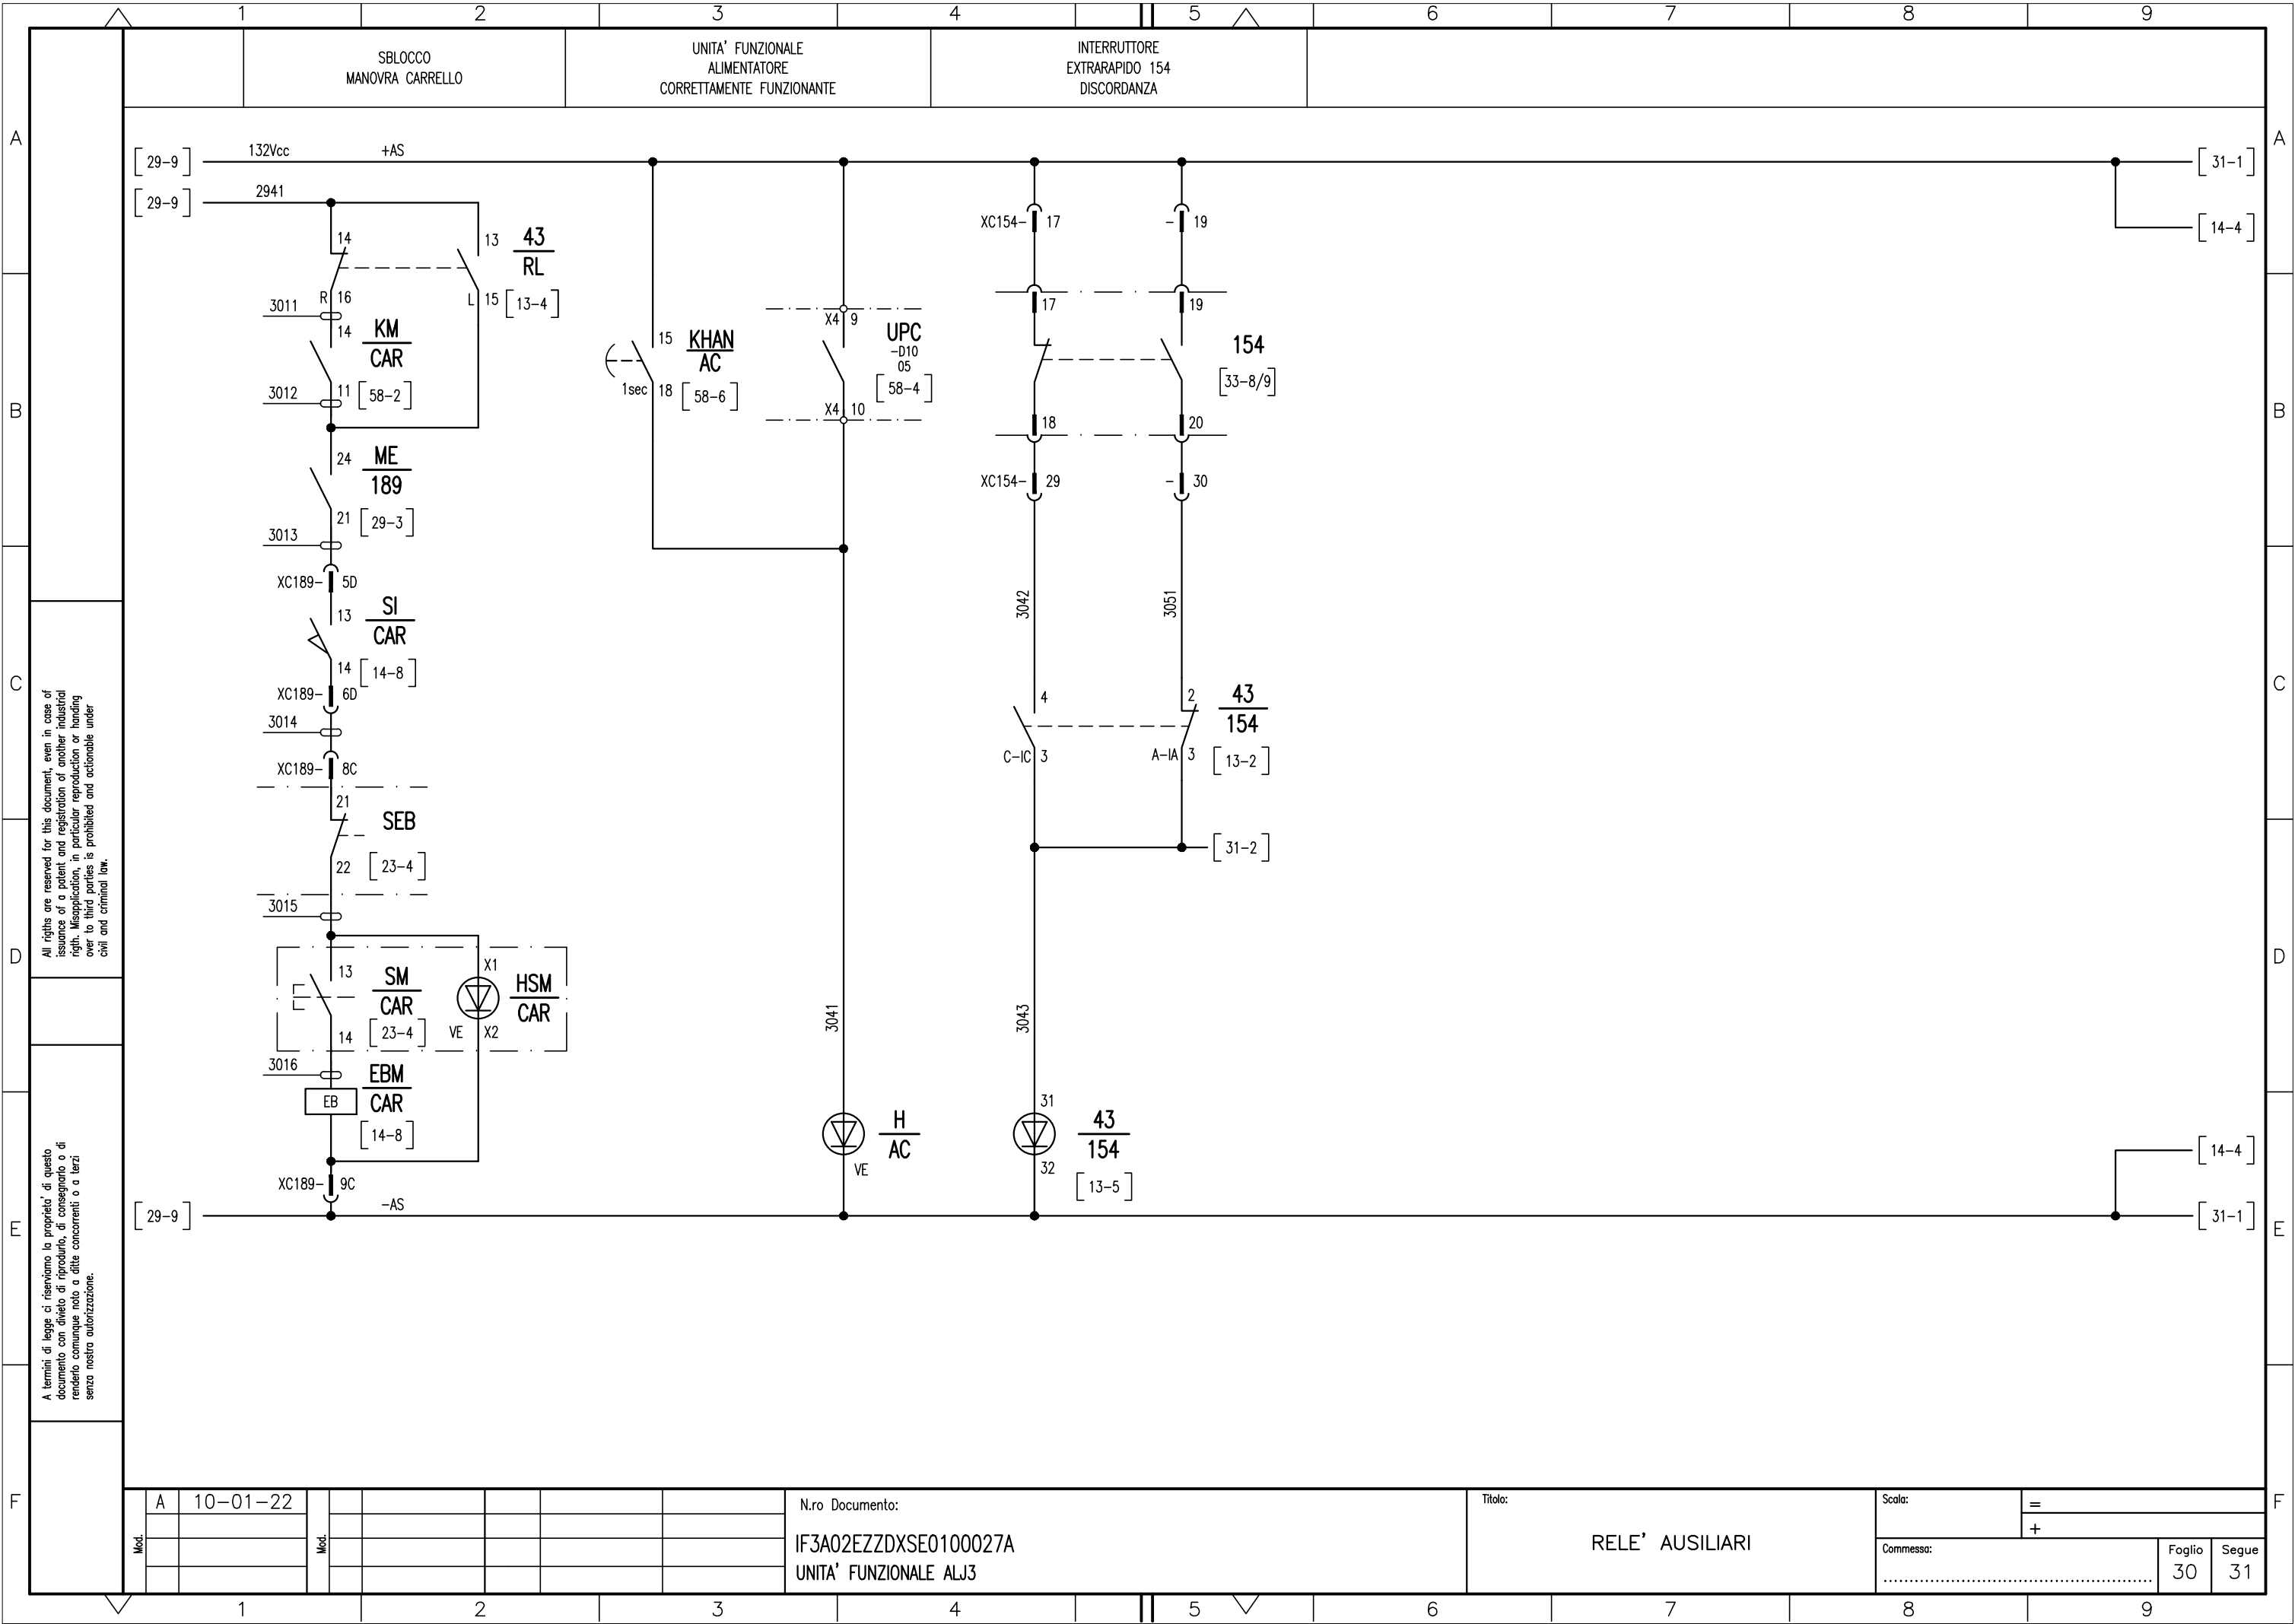 1 2 3 4 5 6 7 8 9
SBLOCCO
MANOVRA CARRELLO
UNITA' FUNZIONALE
ALIMENTATORE
CORRETTAMENTE FUNZIONANTE
INTERRUTTORE
EXTRARAPIDO 154
DISCORDANZA
A A
29-9 132Vcc +AS 31-1
29-9 2941 14-4
XC154- 17 - 19
14 13 43
RL
R 16 L 15 13-4
3011
14 KM
CAR
3012 11 58-2
15 KHAN
AC
1sec 18 58-6
X4 9 UPC
-D10
05
58-4
X4 10
17 19
154
33-8/9
18 20
XC154- 29 - 30
B B
24 ME
189
21 29-3
3013
XC189- 5D
13 SI
CAR
14 14-8
XC189- 6D
3014
XC189- 8C
3042 3051
4 2 43
154
C-IC 3 A-IA 3 13-2
31-2
C C
21 SEB
22 23-4
3015
13 SM
CAR
14 23-4
X1 HSM
CAR
VE X2
3041 3043
D D
3016 EBM
CAR
EB
14-8
XC189- 9C
H
AC
VE
31 43
154
32 13-5
14-4
29-9 -AS 31-1
E E
All rigths are reserved for this document, even in case of
issuance of a patent and registration of another industrial
rigth. Misapplication, in particular reproduction or handing
over to third parties is prohibited and actionable under
civil and criminal law.
A termini di legge ci riserviamo la proprieta' di questo
documento con divieto di riprodurlo, di consegnarlo o di
renderlo comunque noto a ditte concorrenti o a terzi
senza nostra autorizzazione.
F F
Mod. A 10-01-22 Mod.
N.ro Documento:
IF3A02EZZDXSE0100027A
UNITA' FUNZIONALE ALJ3
Titolo:
RELE' AUSILIARI
Scala: =
+
Commessa: ................................................
Foglio Segue
30 31
1 2 3 4 5 6 7 8 9